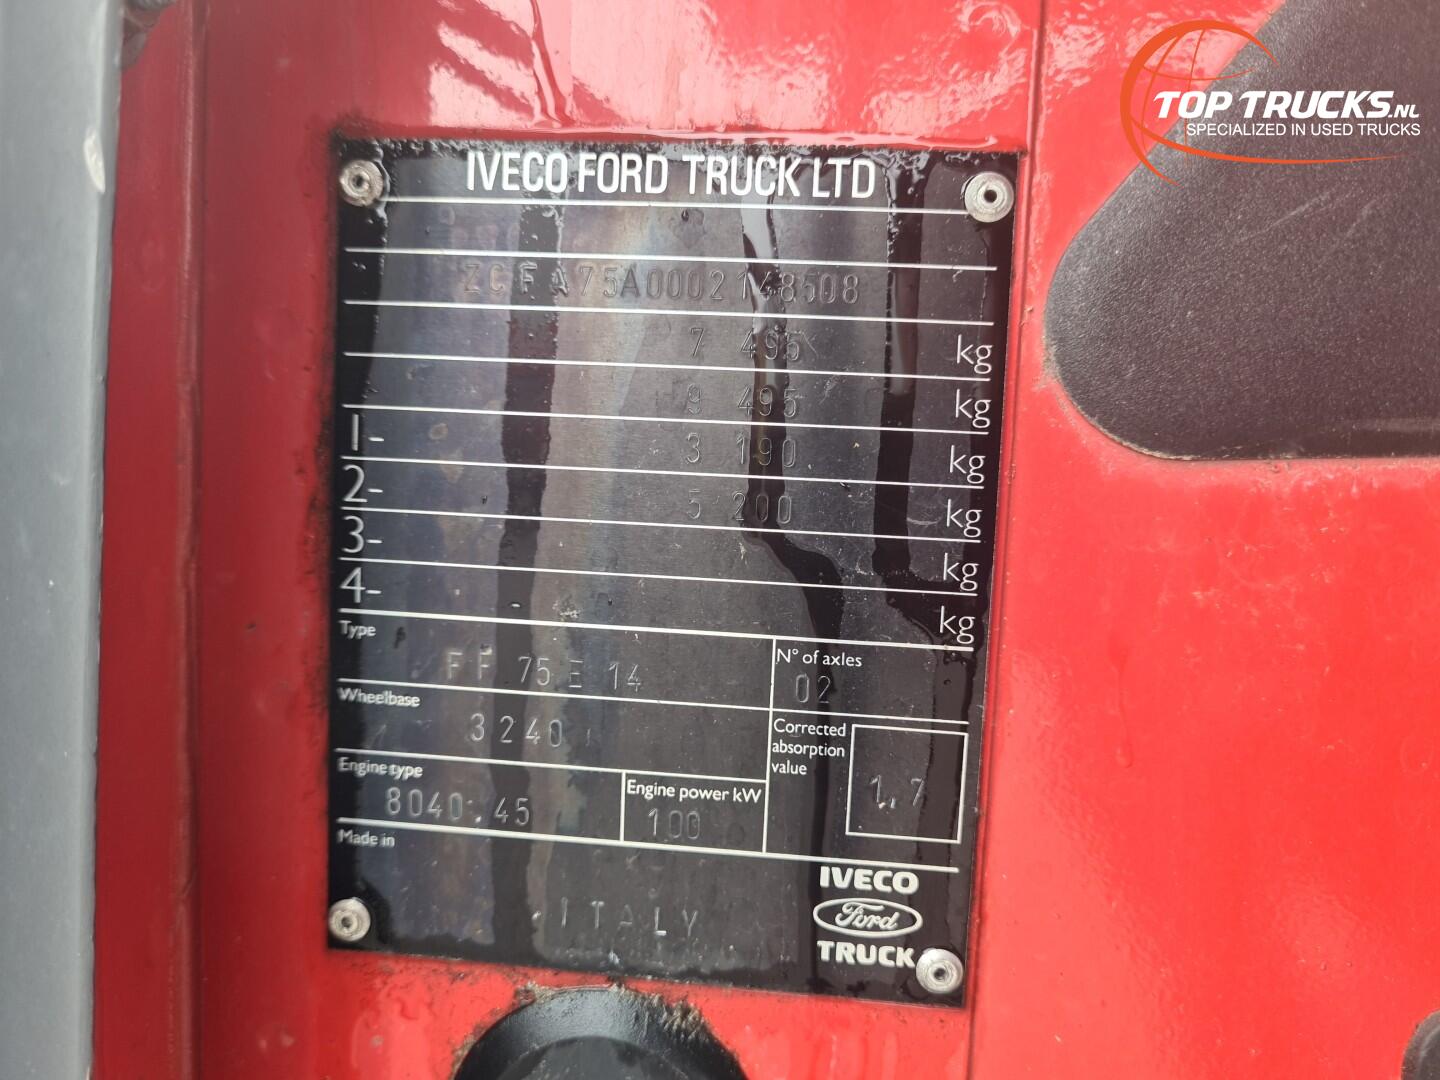 TOP TRUCKS.NL
SPECIALIZED IN USED TRUCKS
IVECO FORD TRUCK LTD
ZCFA75A0002148508
7 495 kg
9 495 kg
1- 3 190 kg
2- 5 200 kg
3- kg
4- kg
Type
FF 75 E 14
N° of axles
02
Wheelbase
3240
Corrected
absorption
value
1.7
Engine type
8040.45
Engine power kW
100
Made in
ITALY
IVECO
Ford
TRUCK